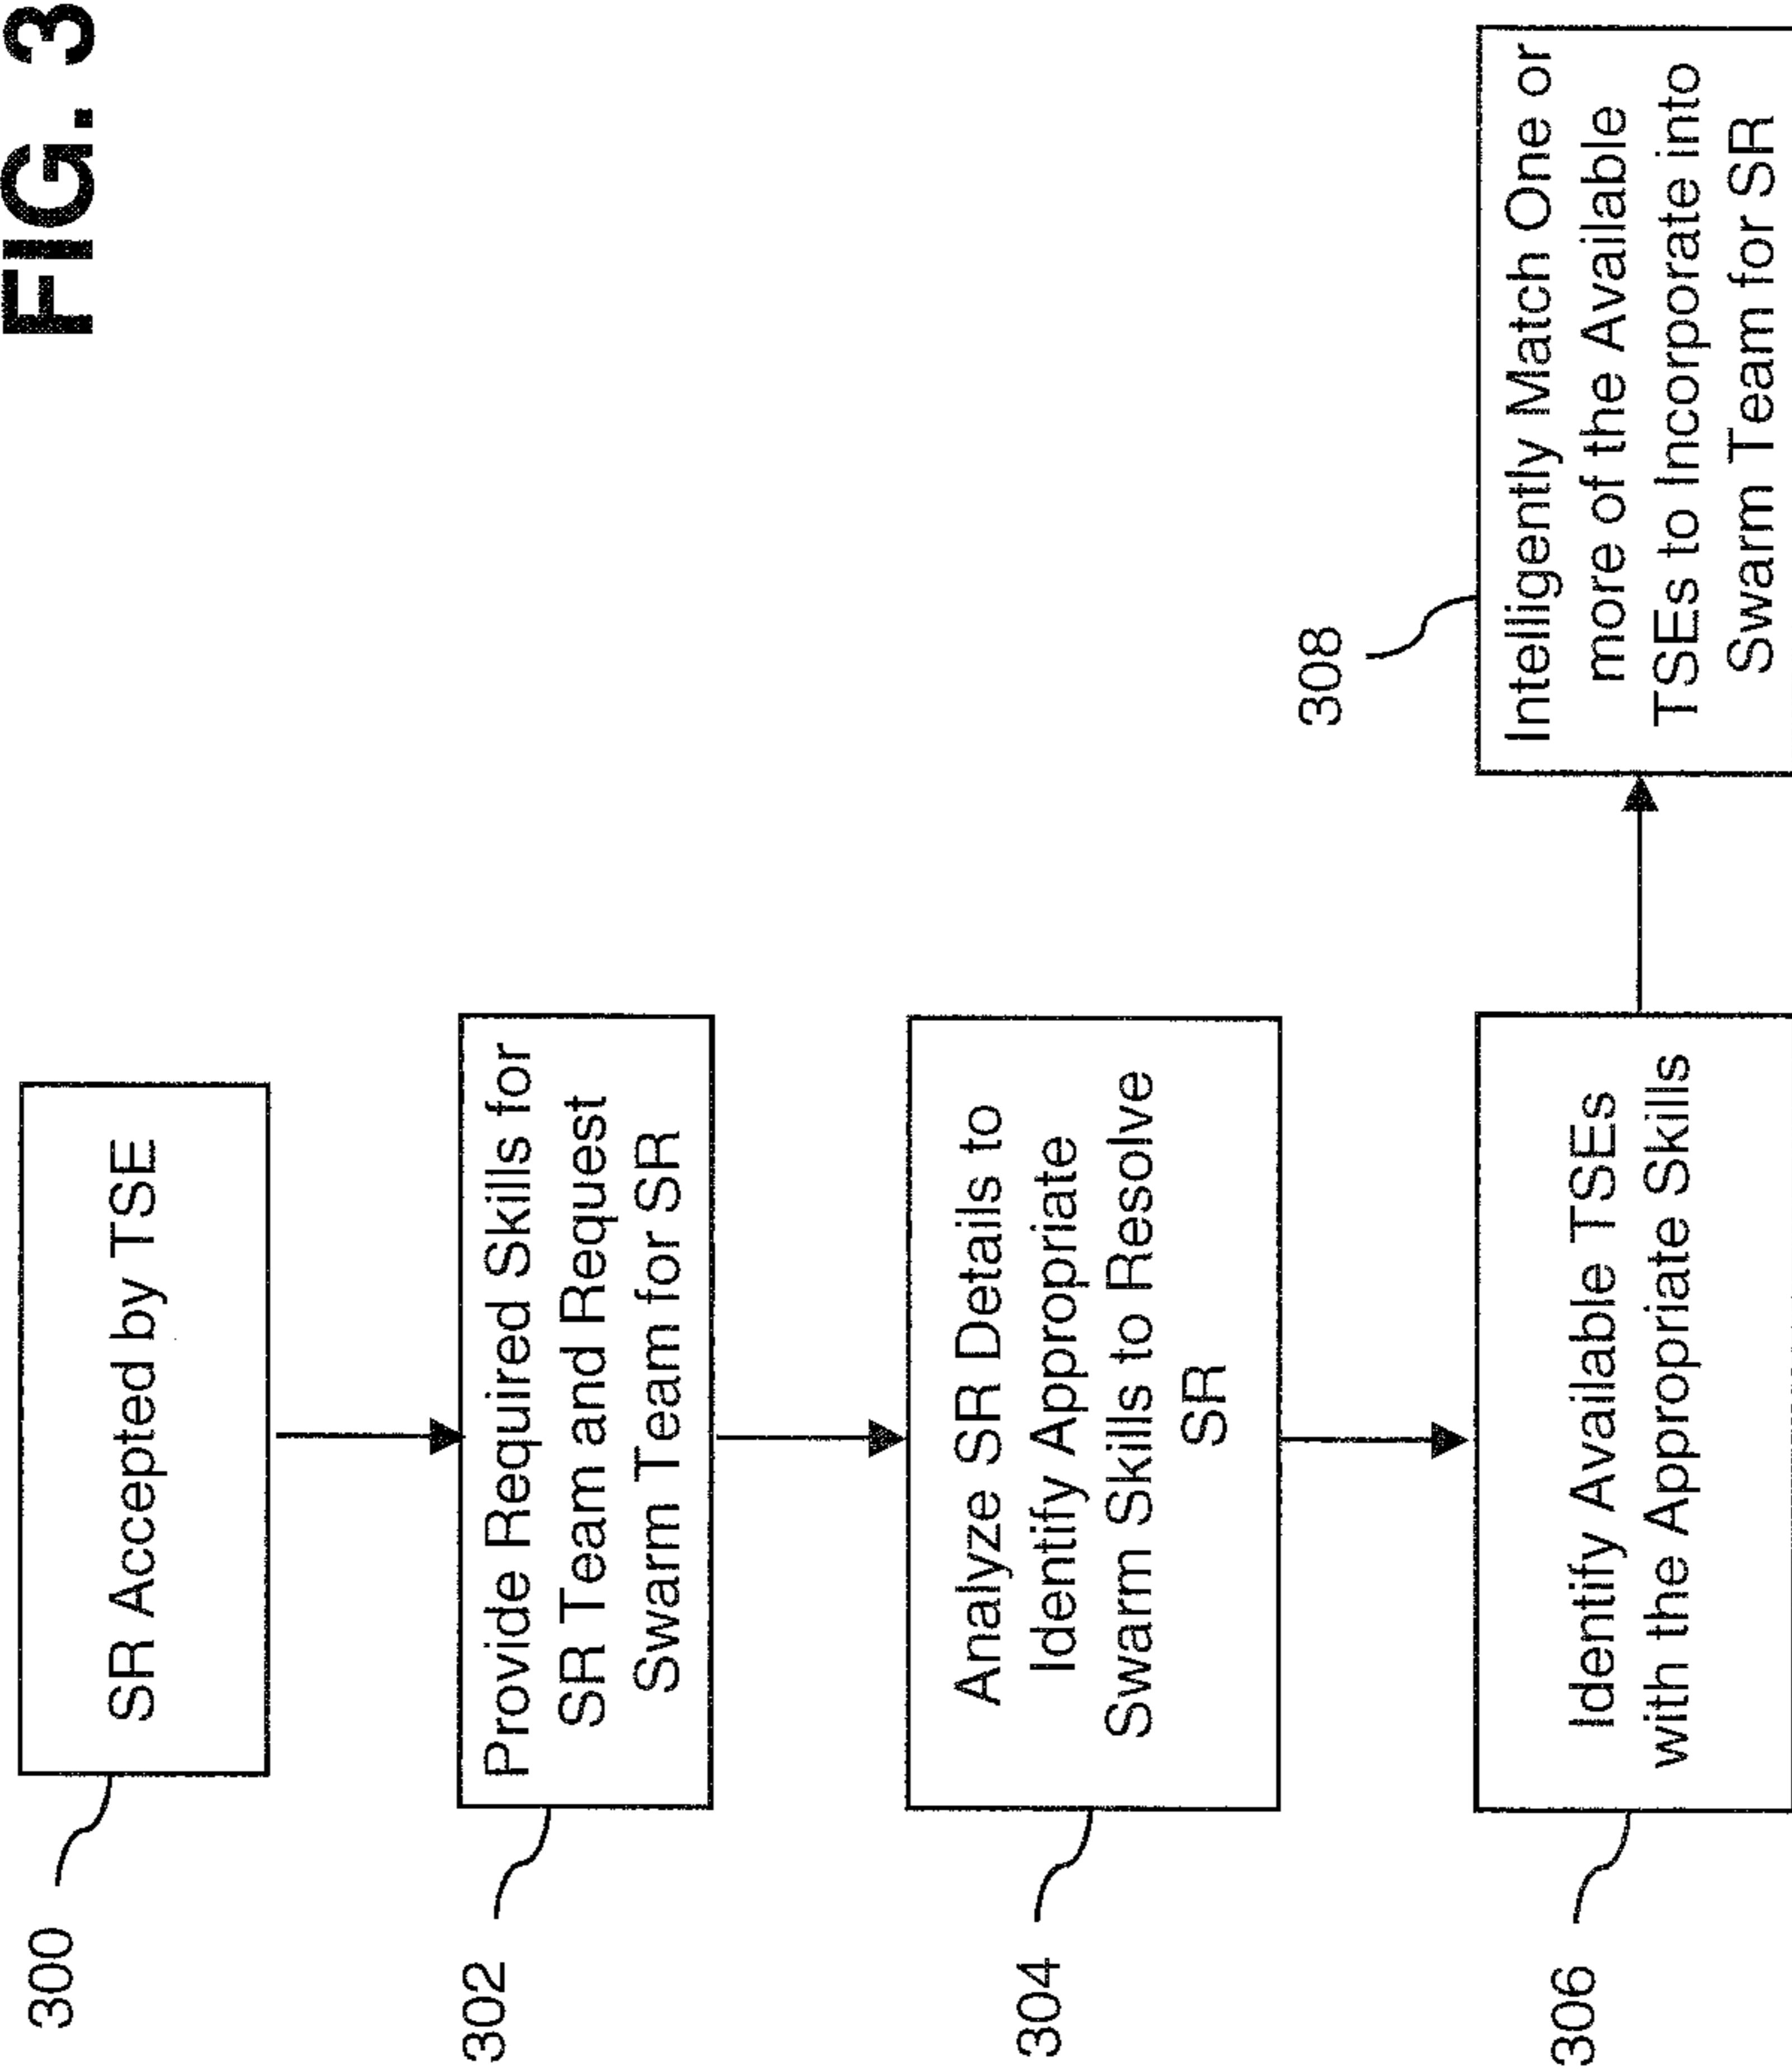 FIG. 3
300
SR Accepted by TSE
302
Provide Required Skills for
SR Team and Request
Swarm Team for SR
304
Analyze SR Details to
Identify Appropriate
Swarm Skills to Resolve
SR
306
Identify Available TSEs
with the Appropriate Skills
308
Intelligently Match One or
more of the Available
TSEs to Incorporate into
Swarm Team for SR